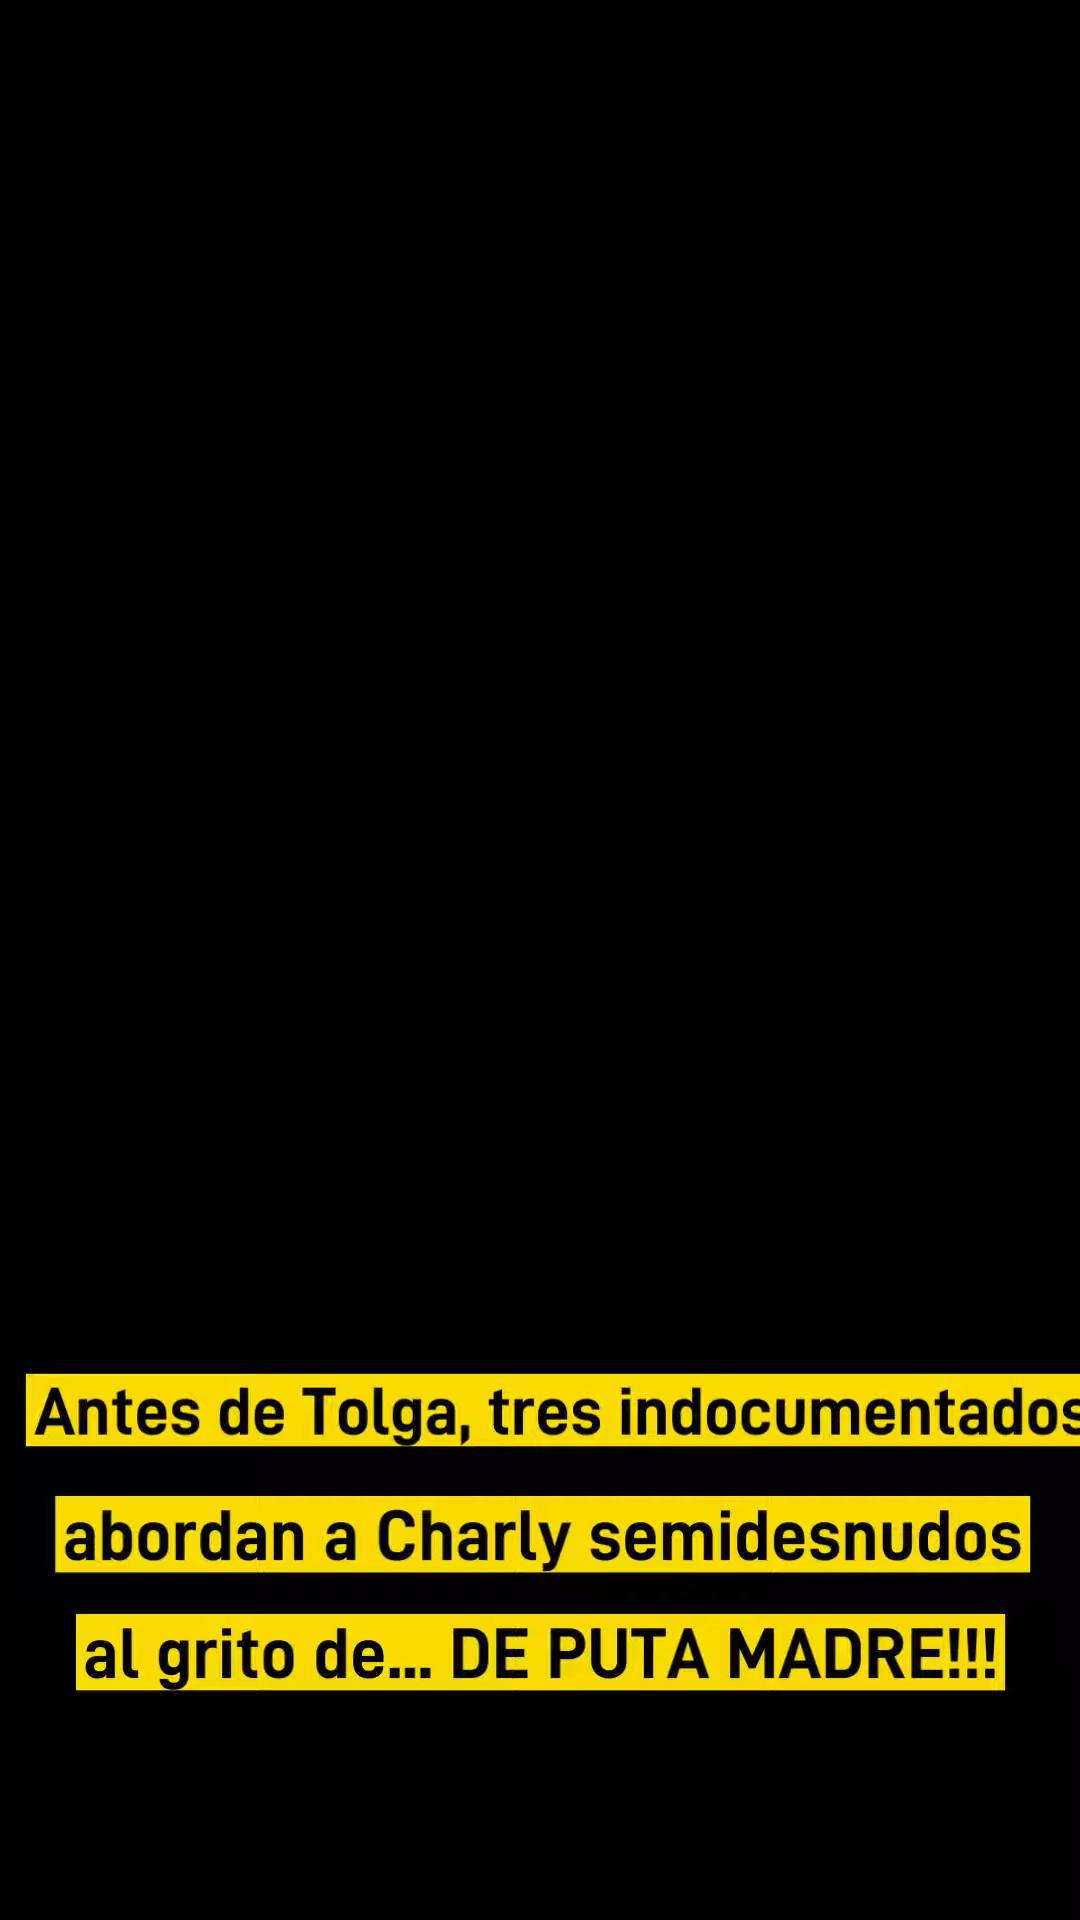 Antes de Tolga, tres indocumentados
abordan a Charly semidesnudos
al grito de... DE PUTA MADRE!!!